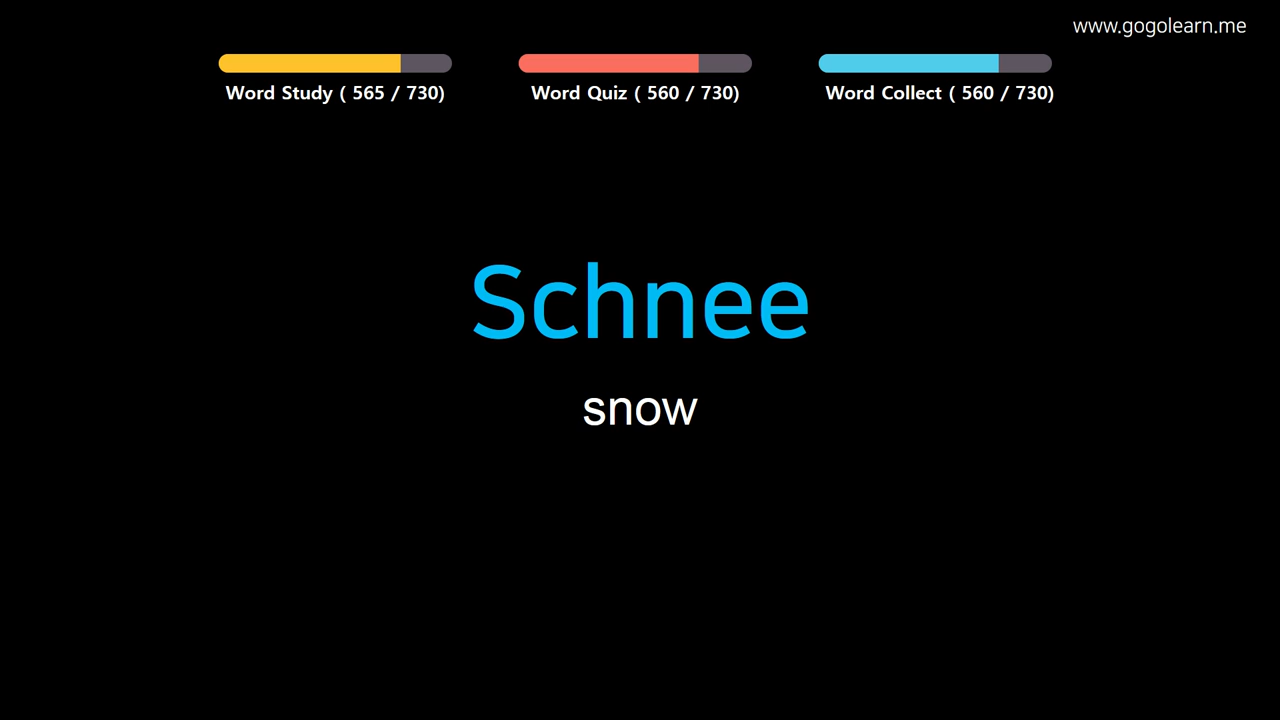 www.gogolearn.me
Word Study ( 565 / 730)
Word Quiz ( 560 / 730)
Word Collect ( 560 / 730)
Schnee
snow